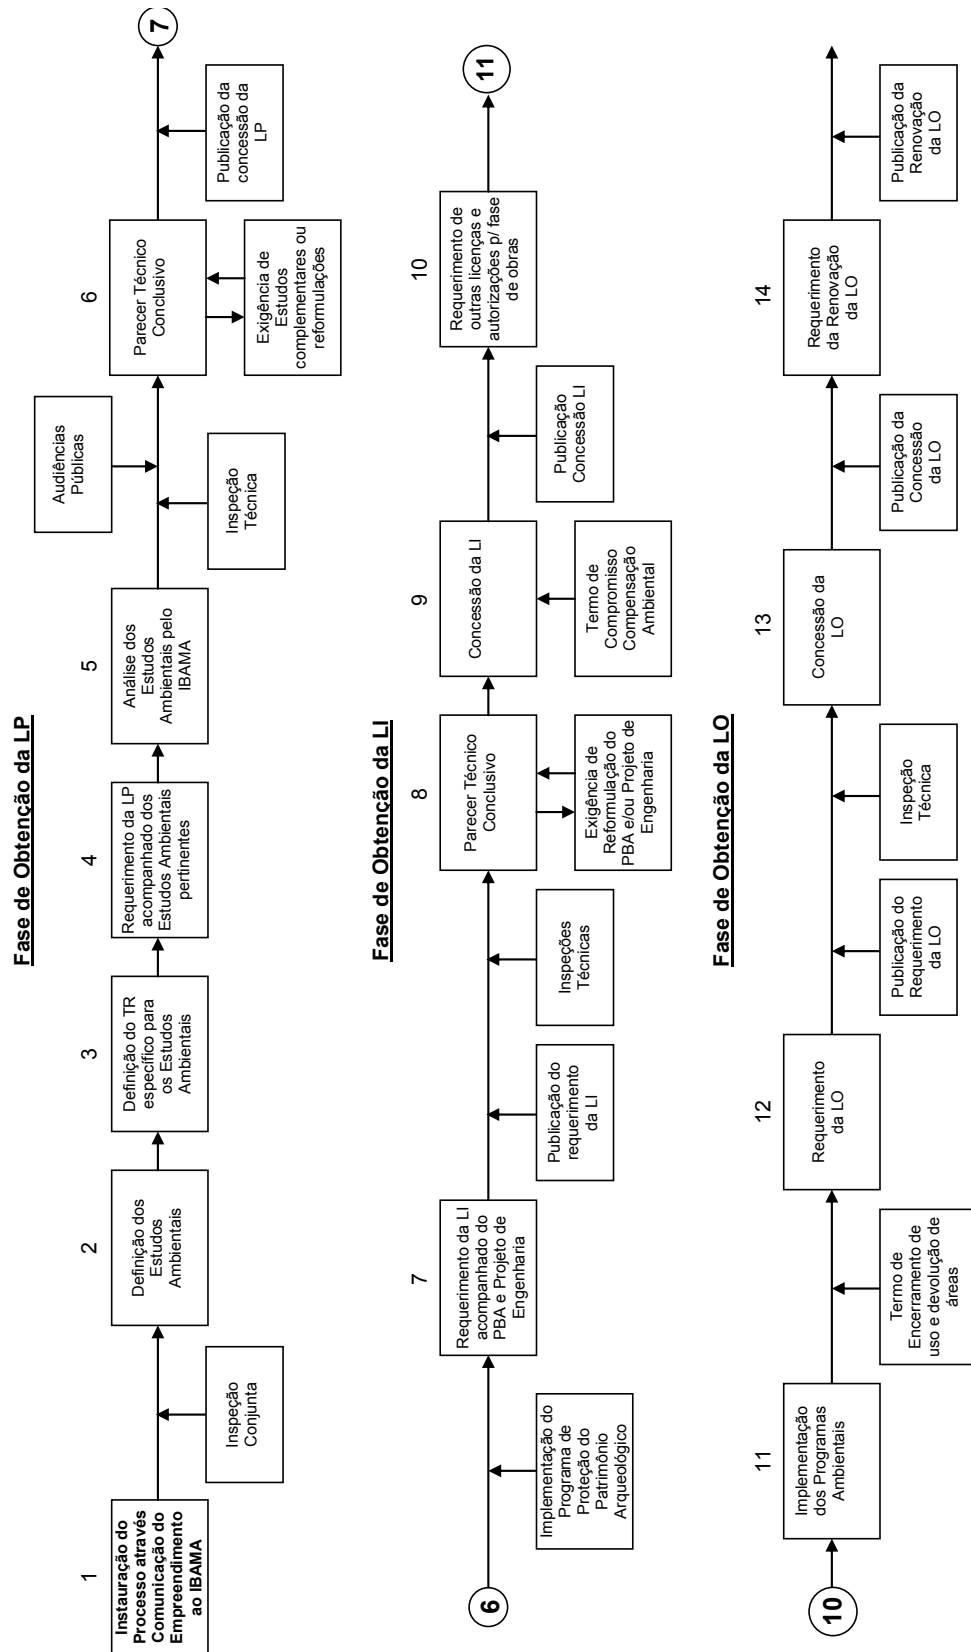 Fase de Obtenção da LP
1
Instauração do
Processo através
Comunicação do
Empreendimento
ao IBAMA
Inspeção
Conjunta
2
Definição dos
Estudos
Ambientais
3
Definição do TR
específico para
os Estudos
Ambientais
4
Requerimento da LP
acompanhado dos
Estudos Ambientais
pertinentes
5
Análise dos
Estudos
Ambientais pelo
IBAMA
Audiências
Públicas
Inspeção
Técnica
6
Parecer Técnico
Conclusivo
Exigência de
Estudos
complementares ou
reformulações
Publicação da
concessão da
LP
7
Fase de Obtenção da LI
6
Implementação do
Programa de
Proteção do
Patrimônio
Arqueológico
7
Requerimento da LI
acompanhado do
PBA e Projeto de
Engenharia
Publicação do
requerimento
da LI
Inspeções
Técnicas
8
Parecer Técnico
Conclusivo
Exigência de
Reformulação do
PBA e/ou Projeto de
Engenharia
9
Concessão da LI
Termo de
Compromisso
Compensação
Ambiental
Publicação
Concessão LI
10
Requerimento de
outras licenças e
autorizações p/ fase
de obras
11
Fase de Obtenção da LO
10
11
Implementação
dos Programas
Ambientais
Termo de
Encerramento de
uso e devolução de
áreas
12
Requerimento
da LO
Publicação do
Requerimento
da LO
Inspeção
Técnica
13
Concessão da
LO
Publicação da
Concessão
da LO
14
Requerimento
da Renovação
da LO
Publicação da
Renovação
da LO